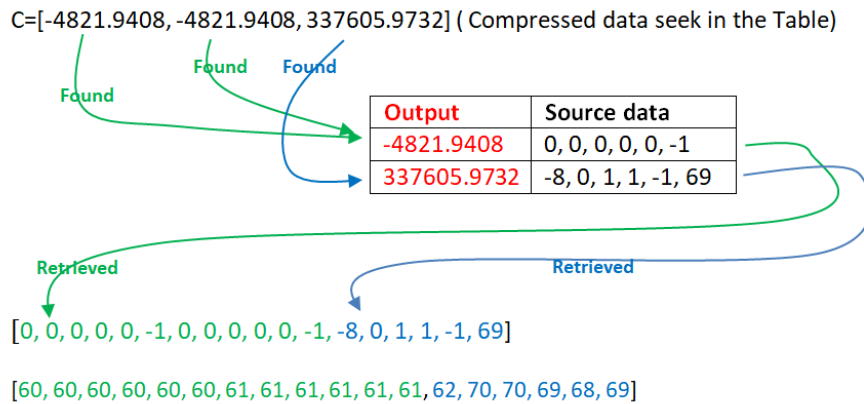 C=[-4821.9408, -4821.9408, 337605.9732] ( Compressed data seek in the Table)
Found Found Found
Output Source data
-4821.9408 0, 0, 0, 0, 0, -1
337605.9732 -8, 0, 1, 1, -1, 69
Retrieved Retrieved
[0, 0, 0, 0, 0, -1, 0, 0, 0, 0, 0, -1, -8, 0, 1, 1, -1, 69]
[60, 60, 60, 60, 60, 60, 61, 61, 61, 61, 61, 61, 62, 70, 70, 69, 68, 69]